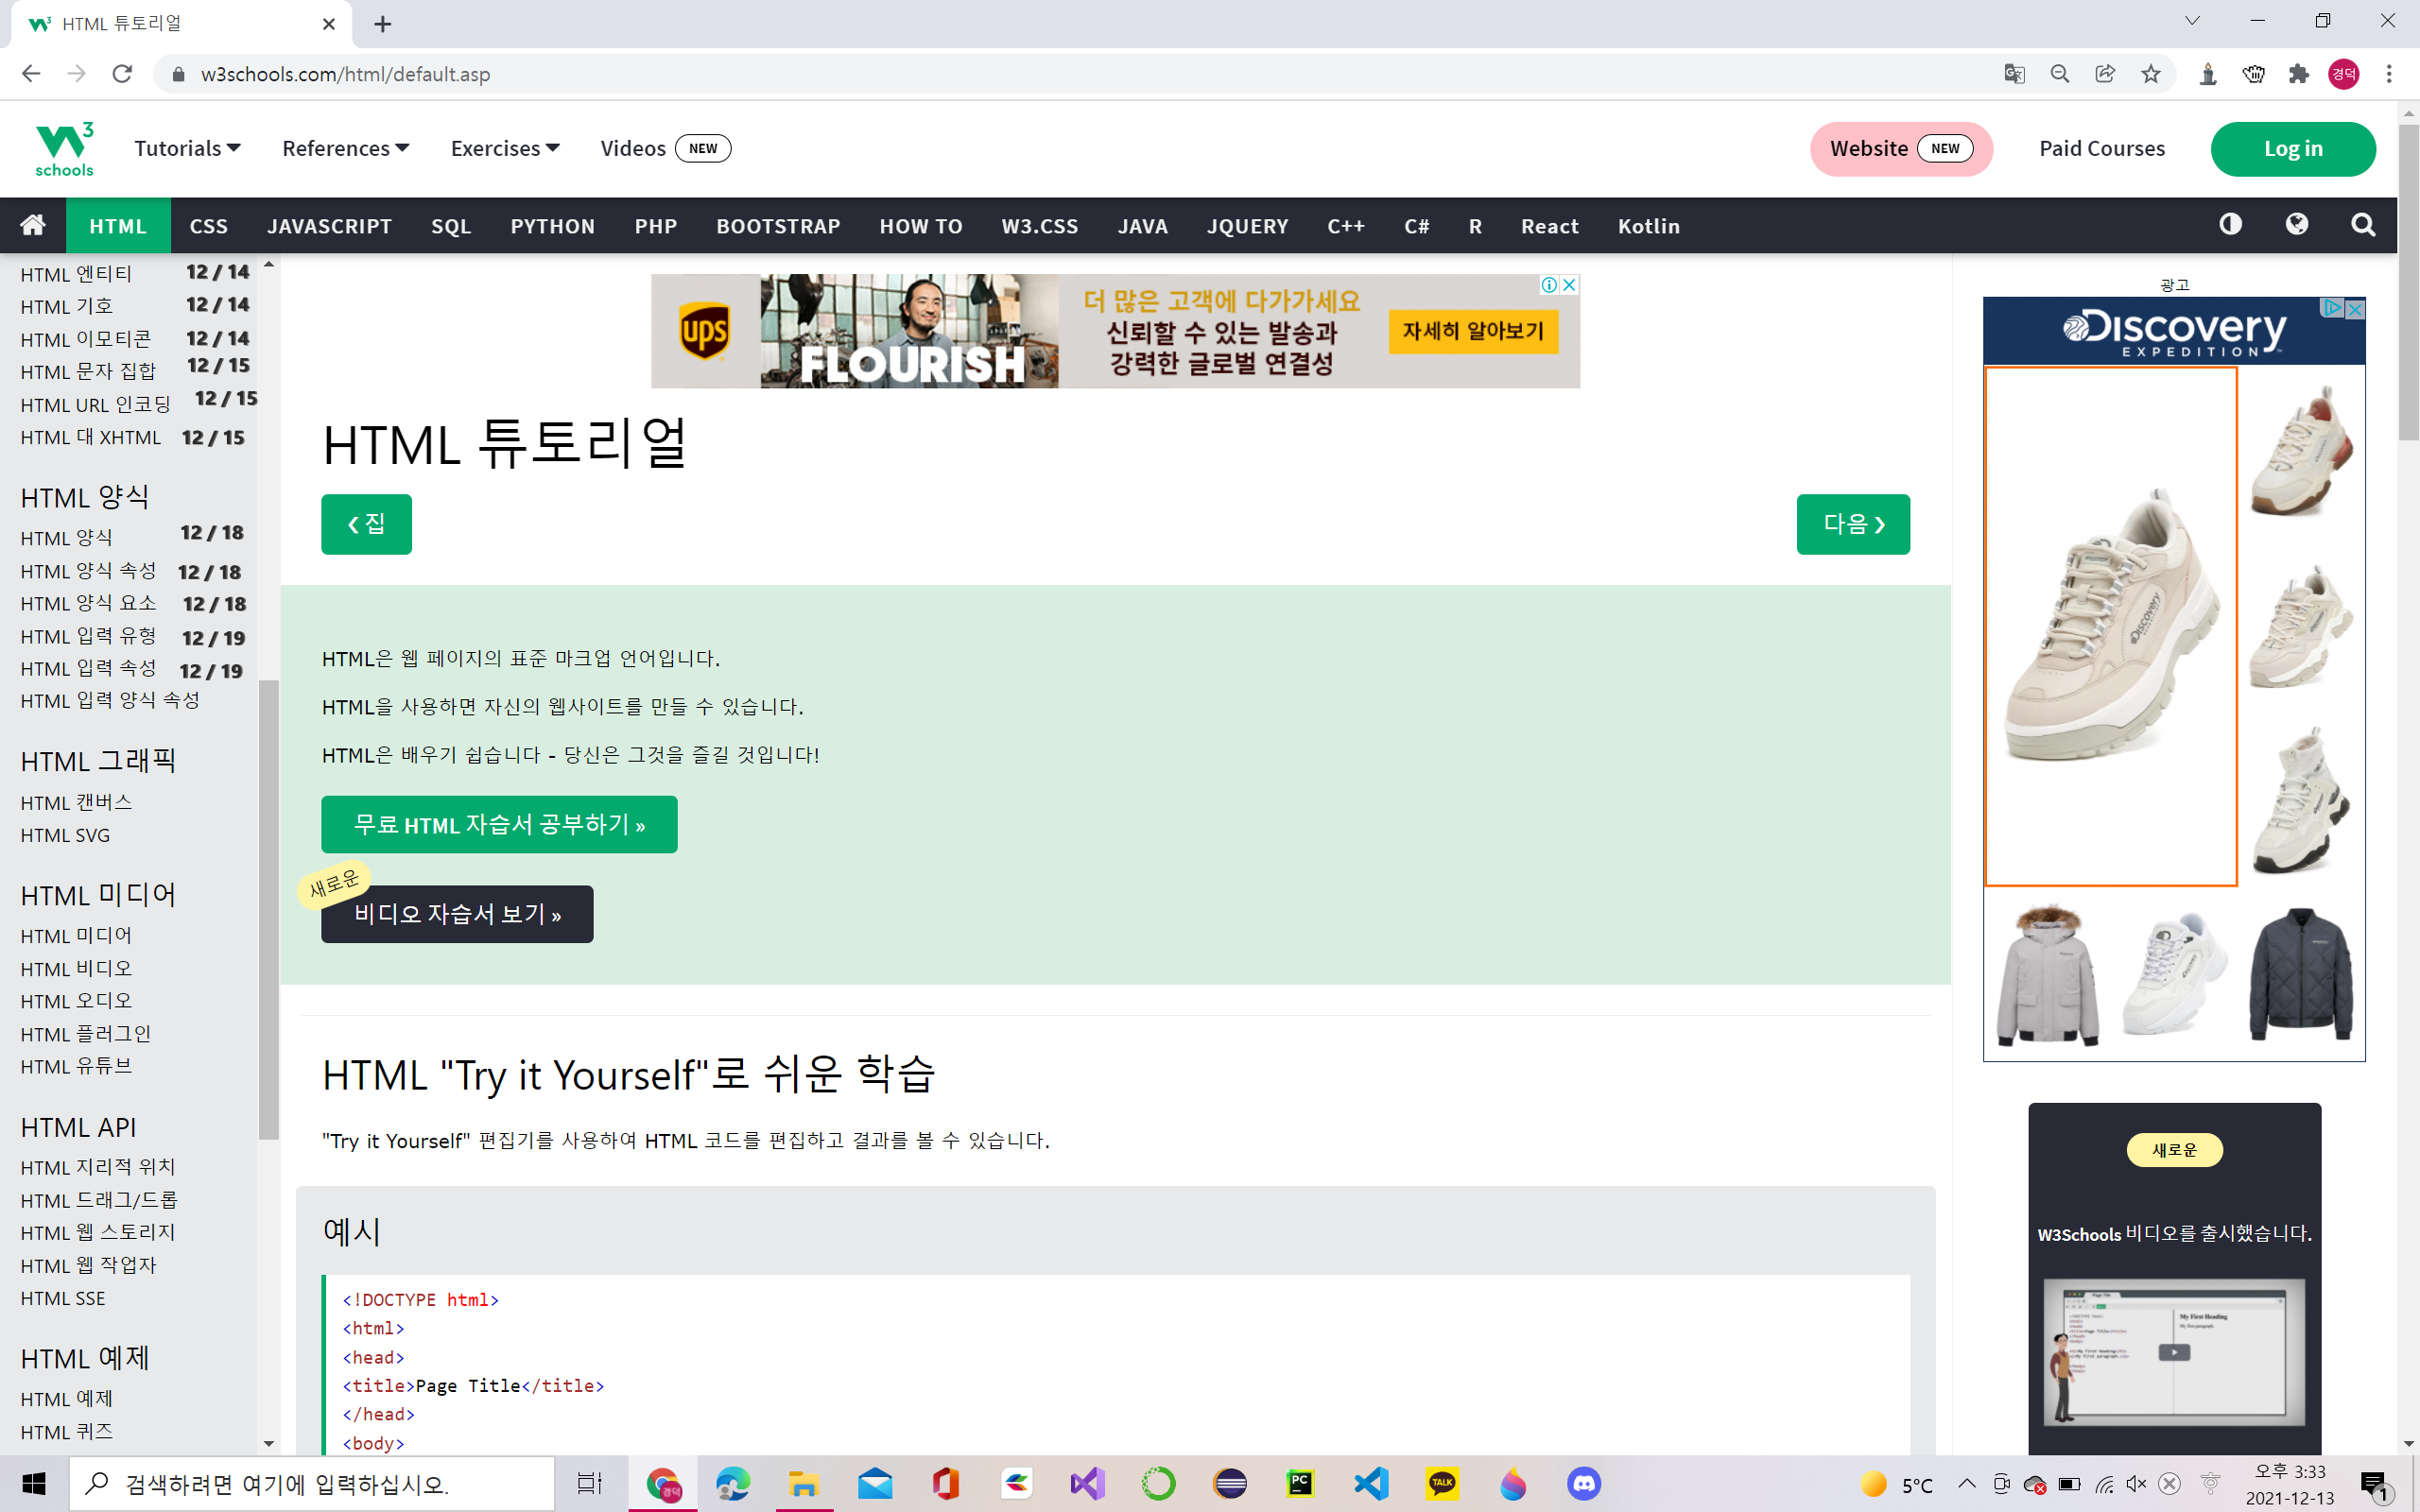 HTML 튜토리얼
w3schools.com/html/default.asp
경덕
W3 schools
Tutorials
References
Exercises
Videos NEW
Website NEW
Paid Courses
Log in
HTML CSS JAVASCRIPT SQL PYTHON PHP BOOTSTRAP HOW TO W3.CSS JAVA JQUERY C++ C# R React Kotlin
HTML 엔티티 12 / 14
HTML 기호 12 / 14
HTML 이모티콘 12 / 14
HTML 문자 집합 12 / 15
HTML URL 인코딩 12 / 15
HTML 대 XHTML 12 / 15
HTML 양식
HTML 양식 12 / 18
HTML 양식 속성 12 / 18
HTML 양식 요소 12 / 18
HTML 입력 유형 12 / 19
HTML 입력 속성 12 / 19
HTML 입력 양식 속성
HTML 그래픽
HTML 캔버스
HTML SVG
HTML 미디어
HTML 미디어
HTML 비디오
HTML 오디오
HTML 플러그인
HTML 유튜브
HTML API
HTML 지리적 위치
HTML 드래그/드롭
HTML 웹 스토리지
HTML 웹 작업자
HTML SSE
HTML 예제
HTML 예제
HTML 퀴즈
ups
FLOURISH
더 많은 고객에 다가가세요
신뢰할 수 있는 발송과
강력한 글로벌 연결성
자세히 알아보기
HTML 튜토리얼
❮ 집
다음 ❯
HTML은 웹 페이지의 표준 마크업 언어입니다.
HTML을 사용하면 자신의 웹사이트를 만들 수 있습니다.
HTML은 배우기 쉽습니다 - 당신은 그것을 즐길 것입니다!
무료 HTML 자습서 공부하기 »
새로운
비디오 자습서 보기 »
HTML "Try it Yourself"로 쉬운 학습
"Try it Yourself" 편집기를 사용하여 HTML 코드를 편집하고 결과를 볼 수 있습니다.
예시
<!DOCTYPE html>
<html>
<head>
<title>Page Title</title>
</head>
<body>
광고
Discovery
EXPEDITION
Discovery
새로운
W3Schools 비디오를 출시했습니다.
Page Title
My First Heading
My first paragraph.
검색하려면 여기에 입력하십시오.
경덕
PC
TALK
5°C
오후 3:33
2021-12-13
1